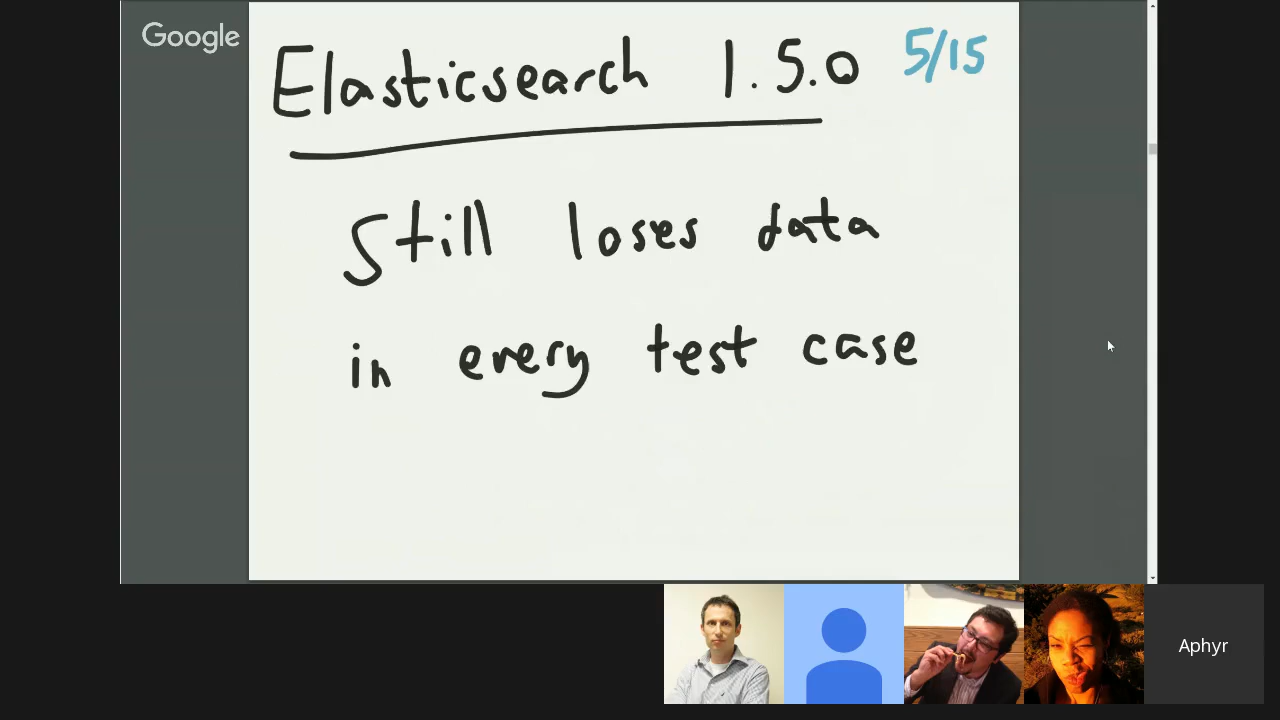 Google
Elasticsearch 1.5.0 5/15
Still loses data
in every test case
Aphyr